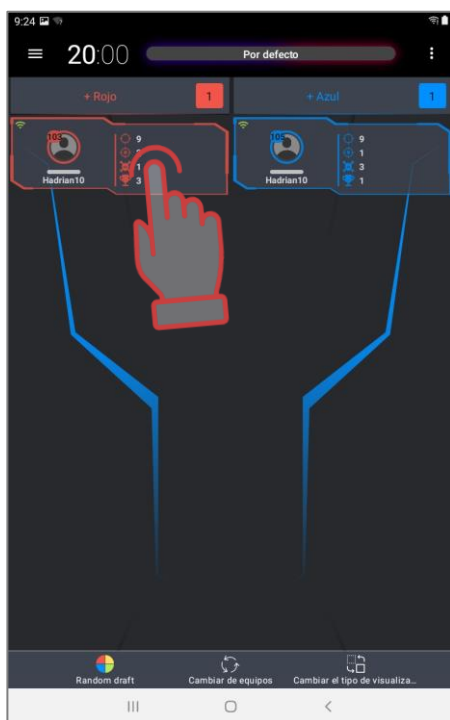 9:24
20:00
Por defecto
+ Rojo
1
+ Azul
1
103
9
1
3
Hadrian10
9
1
3
1
Hadrian10
Random draft
Cambiar de equipos
Cambiar el tipo de visualiza...